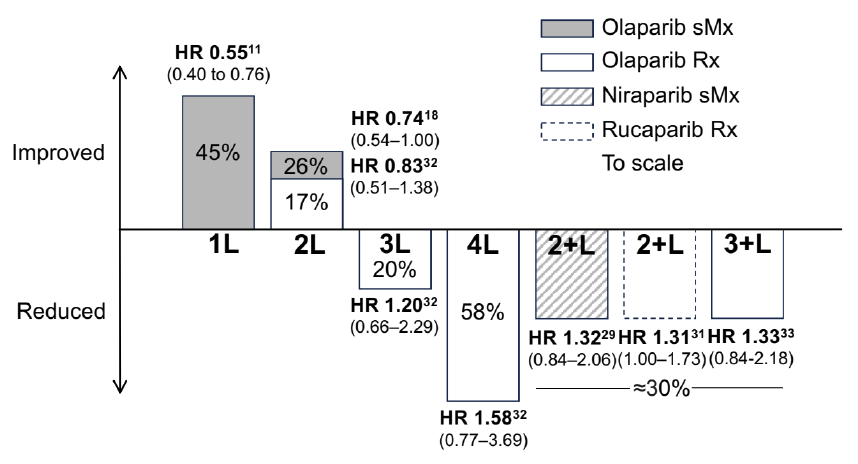 Olaparib sMx
Olaparib Rx
Niraparib sMx
Rucaparib Rx
To scale
HR 0.55¹¹
(0.40 to 0.76)
HR 0.74¹⁸
(0.54–1.00)
HR 0.83³²
(0.51–1.38)
Improved
45%
26%
17%
1L
2L
3L
4L
2+L
2+L
3+L
20%
58%
Reduced
HR 1.20³²
(0.66–2.29)
HR 1.32²⁹
(0.84–2.06)
HR 1.31³¹
(1.00–1.73)
HR 1.33³³
(0.84-2.18)
≈30%
HR 1.58³²
(0.77–3.69)